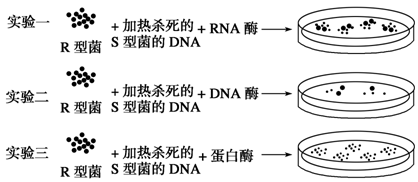 实验一 R 型菌 +加热杀死的 S 型菌的 DNA +RNA 酶
实验二 R 型菌 +加热杀死的 S 型菌的 DNA +DNA 酶
实验三 R 型菌 +加热杀死的 S 型菌的 DNA +蛋白酶